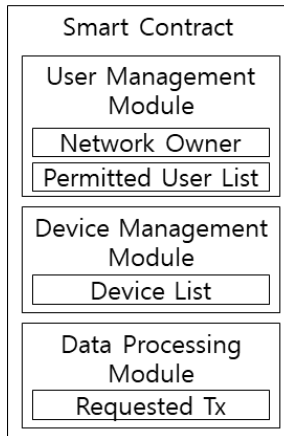 Smart Contract
User Management
Module
Network Owner
Permitted User List
Device Management
Module
Device List
Data Processing
Module
Requested Tx